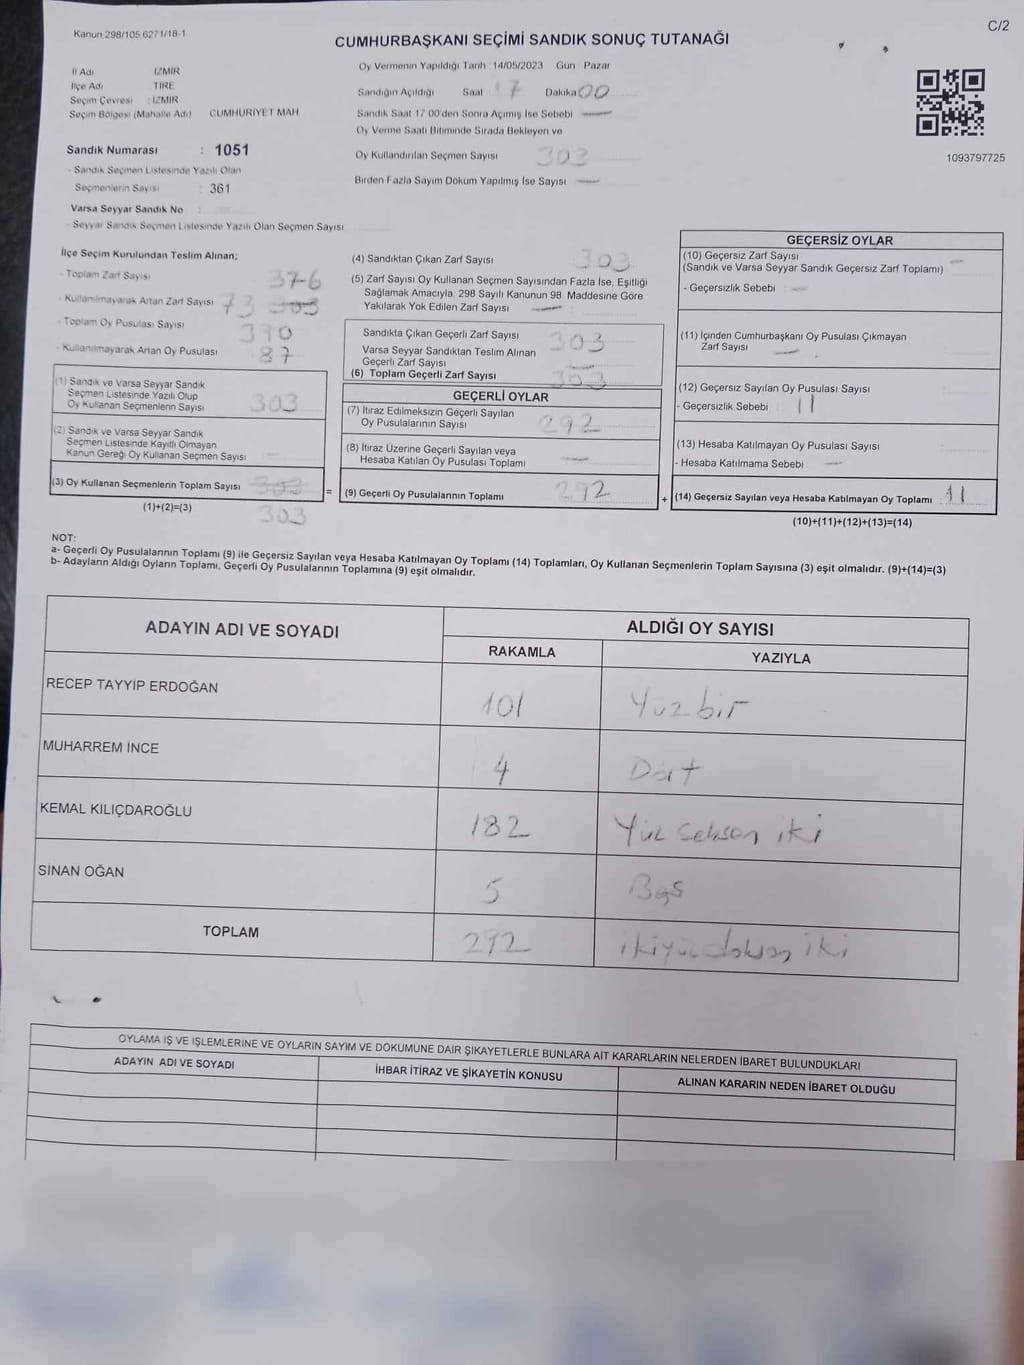 Kanun 298/105 6271/18-1
C/2
CUMHURBAŞKANI SEÇİMİ SANDIK SONUÇ TUTANAĞI
İl Adı İZMİR
İlçe Adı TİRE
Seçim Çevresi : İZMİR
Seçim Bölgesi (Mahalle Adı) CUMHURİYET MAH
Sandık Numarası : 1051
- Sandık Seçmen Listesinde Yazılı Olan
Seçmenlerin Sayısı : 361
Varsa Seyyar Sandık No :
- Seyyar Sandık Seçmen Listesinde Yazılı Olan Seçmen Sayısı
Oy Vermenin Yapıldığı Tarih 14/05/2023 Gün Pazar
Sandığın Açıldığı Saat 17 Dakika 00
Sandık Saat 17 00'den Sonra Açımış İse Sebebi —
Oy Verme Saati Bitiminde Sırada Bekleyen ve
Oy Kullandırılan Seçmen Sayısı 303
Birden Fazla Sayım Döküm Yapılmış İse Sayısı —
1093797725
İlçe Seçim Kurulundan Teslim Alınan;
- Toplam Zarf Sayısı 376
- Kullanılmayarak Artan Zarf Sayısı 73 303
- Toplam Oy Pusulası Sayısı 390
- Kullanılmayarak Artan Oy Pusulası 87
(1) Sandık ve Varsa Seyyar Sandık
Seçmen Listesinde Yazılı Olup
Oy Kullanan Seçmenlerin Sayısı 303
(2) Sandık ve Varsa Seyyar Sandık
Seçmen Listesinde Kayıtlı Olmayan
Kanun Gereği Oy Kullanan Seçmen Sayısı
(3) Oy Kullanan Seçmenlerin Toplam Sayısı 303 =
(1)+(2)=(3) 303
(4) Sandıktan Çıkan Zarf Sayısı 303
(5) Zarf Sayısı Oy Kullanan Seçmen Sayısından Fazla İse, Eşitliği
Sağlamak Amacıyla, 298 Sayılı Kanunun 98. Maddesine Göre
Yakılarak Yok Edilen Zarf Sayısı —
Sandıkta Çıkan Geçerli Zarf Sayısı 303
Varsa Seyyar Sandıktan Teslim Alınan
Geçerli Zarf Sayısı —
(6) Toplam Geçerli Zarf Sayısı 303
GEÇERLİ OYLAR
(7) İtiraz Edilmeksizin Geçerli Sayılan
Oy Pusulalarının Sayısı 292
(8) İtiraz Üzerine Geçerli Sayılan veya
Hesaba Katılan Oy Pusulası Toplamı —
(9) Geçerli Oy Pusulalarının Toplamı 292 +
GEÇERSİZ OYLAR
(10) Geçersiz Zarf Sayısı —
(Sandık ve Varsa Seyyar Sandık Geçersiz Zarf Toplamı)
- Geçersizlik Sebebi : —
(11) İçinden Cumhurbaşkanı Oy Pusulası Çıkmayan
Zarf Sayısı —
(12) Geçersiz Sayılan Oy Pusulası Sayısı
- Geçersizlik Sebebi : 11
(13) Hesaba Katılmayan Oy Pusulası Sayısı
- Hesaba Katılmama Sebebi : —
(14) Geçersiz Sayılan veya Hesaba Katılmayan Oy Toplamı : 11
(10)+(11)+(12)+(13)=(14)
NOT:
a- Geçerli Oy Pusulalarının Toplamı (9) ile Geçersiz Sayılan veya Hesaba Katılmayan Oy Toplamı (14) Toplamları, Oy Kullanan Seçmenlerin Toplam Sayısına (3) eşit olmalıdır. (9)+(14)=(3)
b- Adayların Aldığı Oyların Toplamı, Geçerli Oy Pusulalarının Toplamına (9) eşit olmalıdır.
ADAYIN ADI VE SOYADI ALDIĞI OY SAYISI
RAKAMLA YAZIYLA
RECEP TAYYİP ERDOĞAN 101 Yüzbir
MUHARREM İNCE 4 Dört
KEMAL KILIÇDAROĞLU 182 Yüz Seksen iki
SİNAN OĞAN 5 Beş
TOPLAM 292 ikiyüz doksan iki
OYLAMA İŞ VE İŞLEMLERİNE VE OYLARIN SAYIM VE DÖKÜMÜNE DAİR ŞİKAYETLERLE BUNLARA AİT KARARLARIN NELERDEN İBARET BULUNDUKLARI
ADAYIN ADI VE SOYADI İHBAR İTİRAZ VE ŞİKAYETİN KONUSU ALINAN KARARIN NEDEN İBARET OLDUĞU